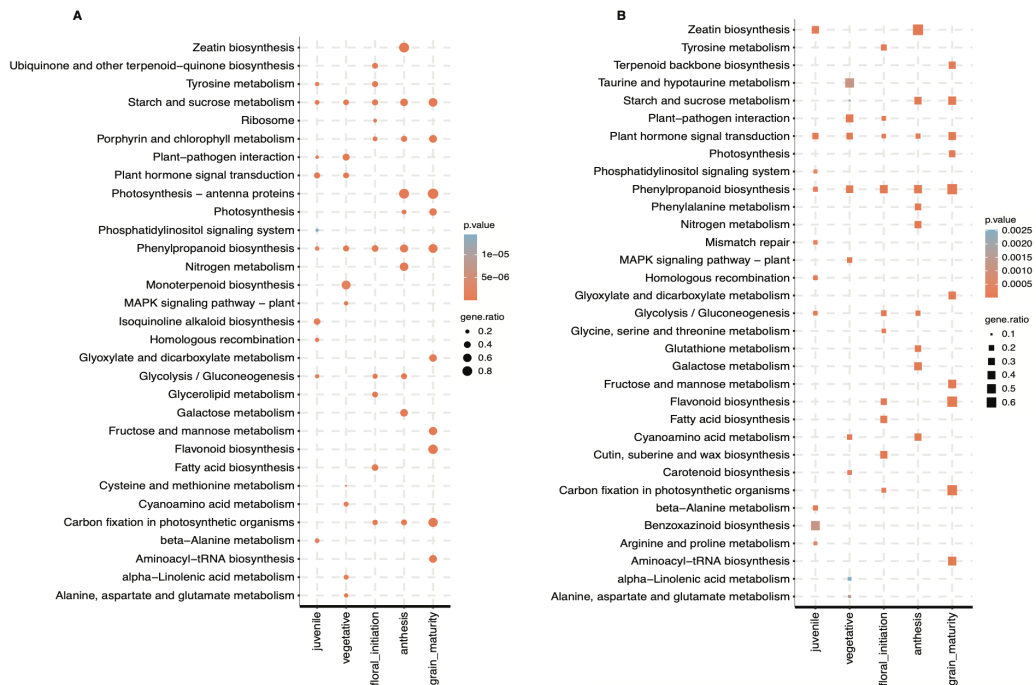 A
Zeatin biosynthesis
Ubiquinone and other terpenoid−quinone biosynthesis
Tyrosine metabolism
Starch and sucrose metabolism
Ribosome
Porphyrin and chlorophyll metabolism
Plant−pathogen interaction
Plant hormone signal transduction
Photosynthesis − antenna proteins
Photosynthesis
Phosphatidylinositol signaling system
Phenylpropanoid biosynthesis
Nitrogen metabolism
Monoterpenoid biosynthesis
MAPK signaling pathway − plant
Isoquinoline alkaloid biosynthesis
Homologous recombination
Glyoxylate and dicarboxylate metabolism
Glycolysis / Gluconeogenesis
Glycerolipid metabolism
Galactose metabolism
Fructose and mannose metabolism
Flavonoid biosynthesis
Fatty acid biosynthesis
Cysteine and methionine metabolism
Cyanoamino acid metabolism
Carbon fixation in photosynthetic organisms
beta−Alanine metabolism
Aminoacyl−tRNA biosynthesis
alpha−Linolenic acid metabolism
Alanine, aspartate and glutamate metabolism
juvenile
vegetative
floral_initiation
anthesis
grain_maturity
p.value
1e−05
5e−06
gene.ratio
0.2
0.4
0.6
0.8
B
Zeatin biosynthesis
Tyrosine metabolism
Terpenoid backbone biosynthesis
Taurine and hypotaurine metabolism
Starch and sucrose metabolism
Plant−pathogen interaction
Plant hormone signal transduction
Photosynthesis
Phosphatidylinositol signaling system
Phenylpropanoid biosynthesis
Phenylalanine metabolism
Nitrogen metabolism
Mismatch repair
MAPK signaling pathway − plant
Homologous recombination
Glyoxylate and dicarboxylate metabolism
Glycolysis / Gluconeogenesis
Glycine, serine and threonine metabolism
Glutathione metabolism
Galactose metabolism
Fructose and mannose metabolism
Flavonoid biosynthesis
Fatty acid biosynthesis
Cyanoamino acid metabolism
Cutin, suberine and wax biosynthesis
Carotenoid biosynthesis
Carbon fixation in photosynthetic organisms
beta−Alanine metabolism
Benzoxazinoid biosynthesis
Arginine and proline metabolism
Aminoacyl−tRNA biosynthesis
alpha−Linolenic acid metabolism
Alanine, aspartate and glutamate metabolism
juvenile
vegetative
floral_initiation
anthesis
grain_maturity
p.value
0.0025
0.0020
0.0015
0.0010
0.0005
gene.ratio
0.1
0.2
0.3
0.4
0.5
0.6